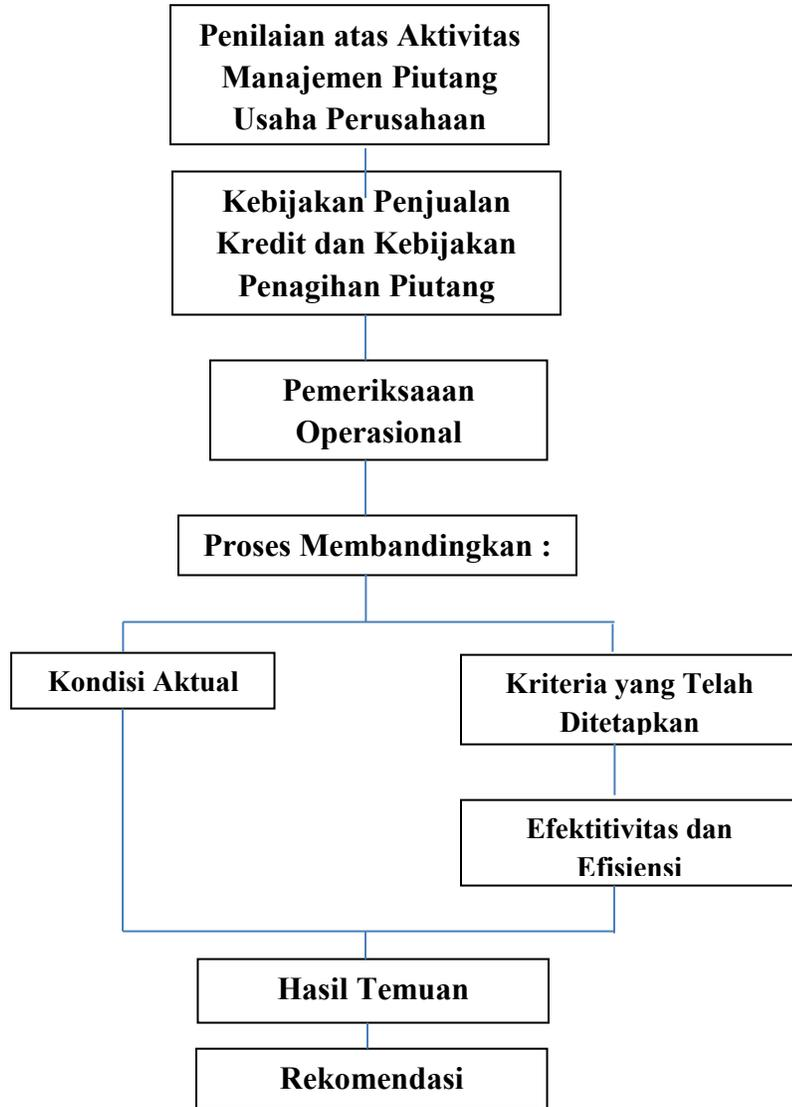 Penilaian atas Aktivitas
Manajemen Piutang
Usaha Perusahaan
Kebijakan Penjualan
Kredit dan Kebijakan
Penagihan Piutang
Pemeriksaaan
Operasional
Proses Membandingkan :
Kondisi Aktual
Kriteria yang Telah
Ditetapkan
Efektitivitas dan
Efisiensi
Hasil Temuan
Rekomendasi